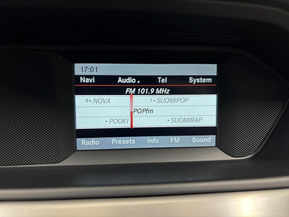 17:01
Navi Audio Tel System
FM 101.9 MHz
NOVA SUOMIPOP
POPfm
POOKI SUOMIRAP
Radio Presets Info FM Sound